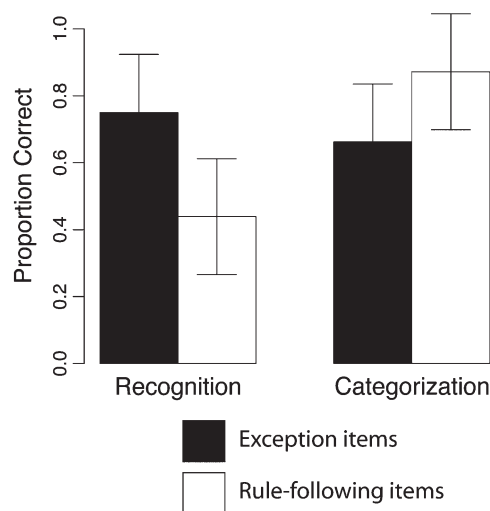 Proportion Correct
1.0
0.8
0.6
0.4
0.2
0.0
Recognition
Categorization
Exception items
Rule-following items